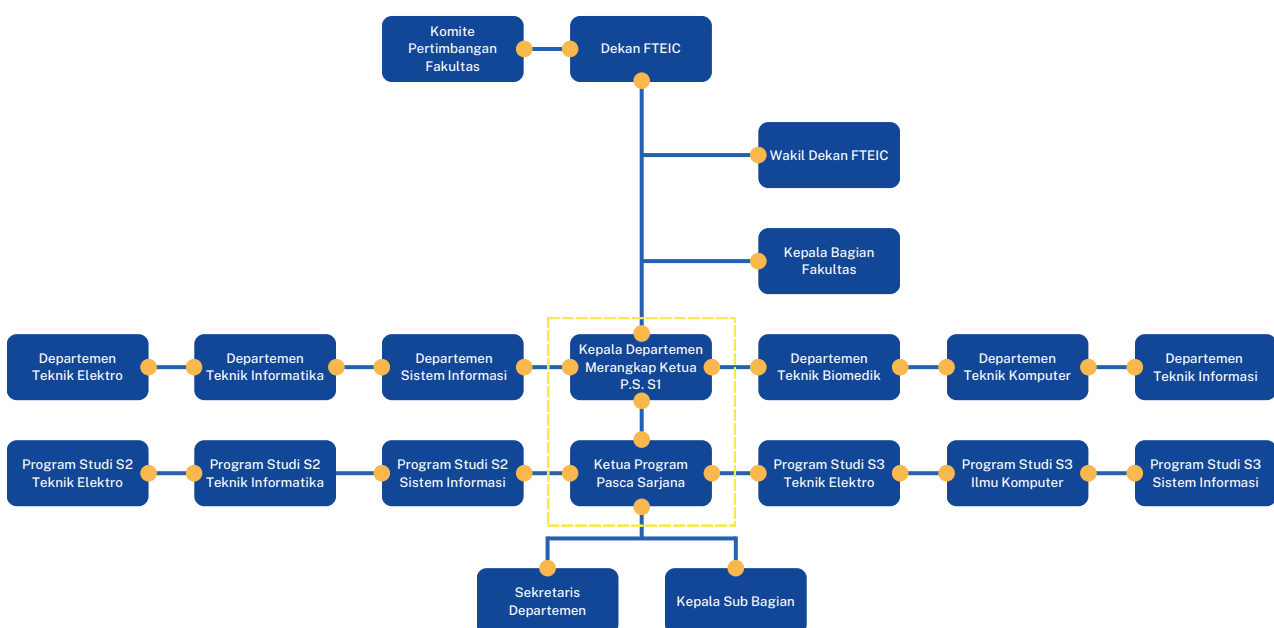 Komite
Pertimbangan
Fakultas
Dekan FTEIC
Wakil Dekan FTEIC
Kepala Bagian
Fakultas
Departemen
Teknik Elektro
Departemen
Teknik Informatika
Departemen
Sistem Informasi
Kepala Departemen
Merangkap Ketua
P.S. S1
Departemen
Teknik Biomedik
Departemen
Teknik Komputer
Departemen
Teknik Informasi
Program Studi S2
Teknik Elektro
Program Studi S2
Teknik Informatika
Program Studi S2
Sistem Informasi
Ketua Program
Pasca Sarjana
Program Studi S3
Teknik Elektro
Program Studi S3
Ilmu Komputer
Program Studi S3
Sistem Informasi
Sekretaris
Departemen
Kepala Sub Bagian